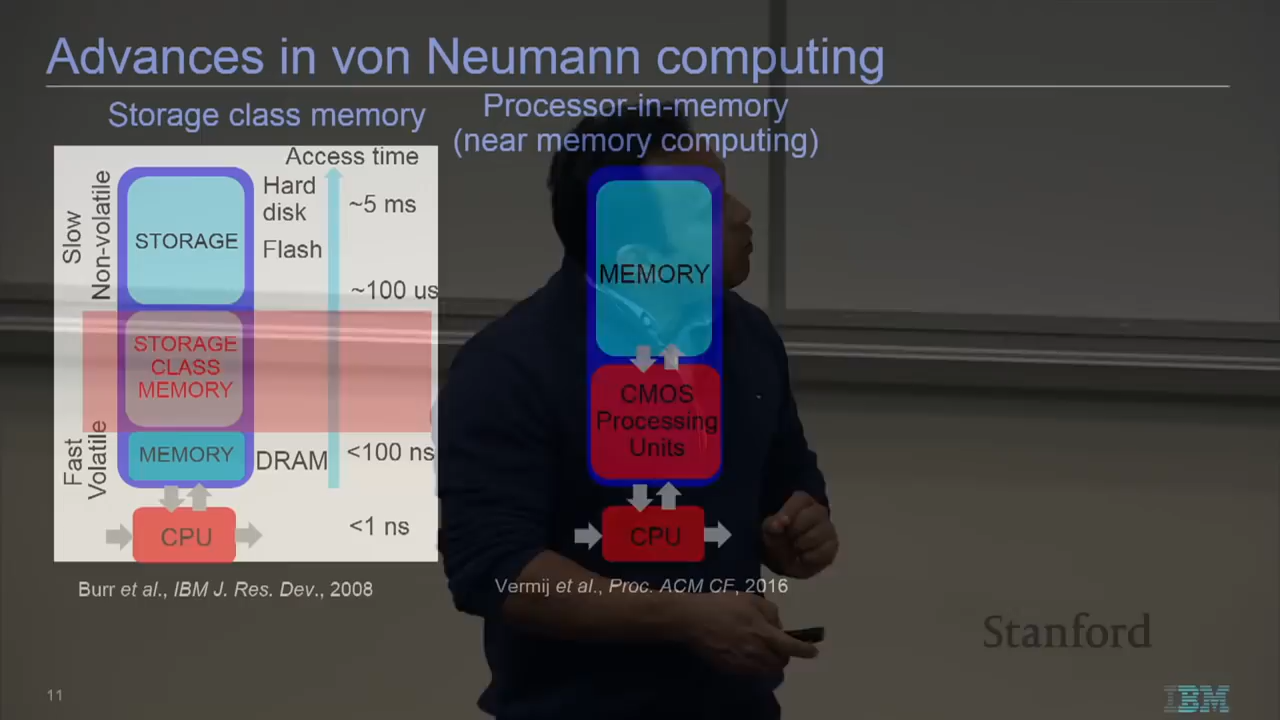 Advances in von Neumann computing
Storage class memory
Processor-in-memory
(near memory computing)
Access time
Slow
Non-volatile
STORAGE
Hard
disk
Flash
~5 ms
~100 us
STORAGE
CLASS
MEMORY
Fast
Volatile
MEMORY
DRAM
<100 ns
CPU
<1 ns
Burr et al., IBM J. Res. Dev., 2008
MEMORY
CMOS
Processing
Units
CPU
Vermij et al., Proc. ACM CF, 2016
Stanford
11
IBM